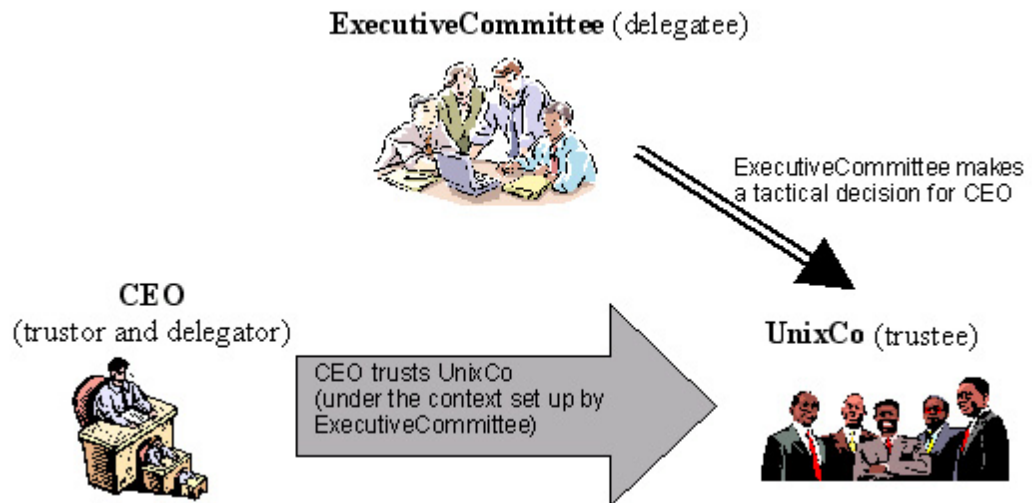 ExecutiveCommittee (delegatee)
ExecutiveCommittee makes
a tactical decision for CEO
CEO
(trustor and delegator)
CEO trusts UnixCo
(under the context set up by
ExecutiveCommittee)
UnixCo (trustee)